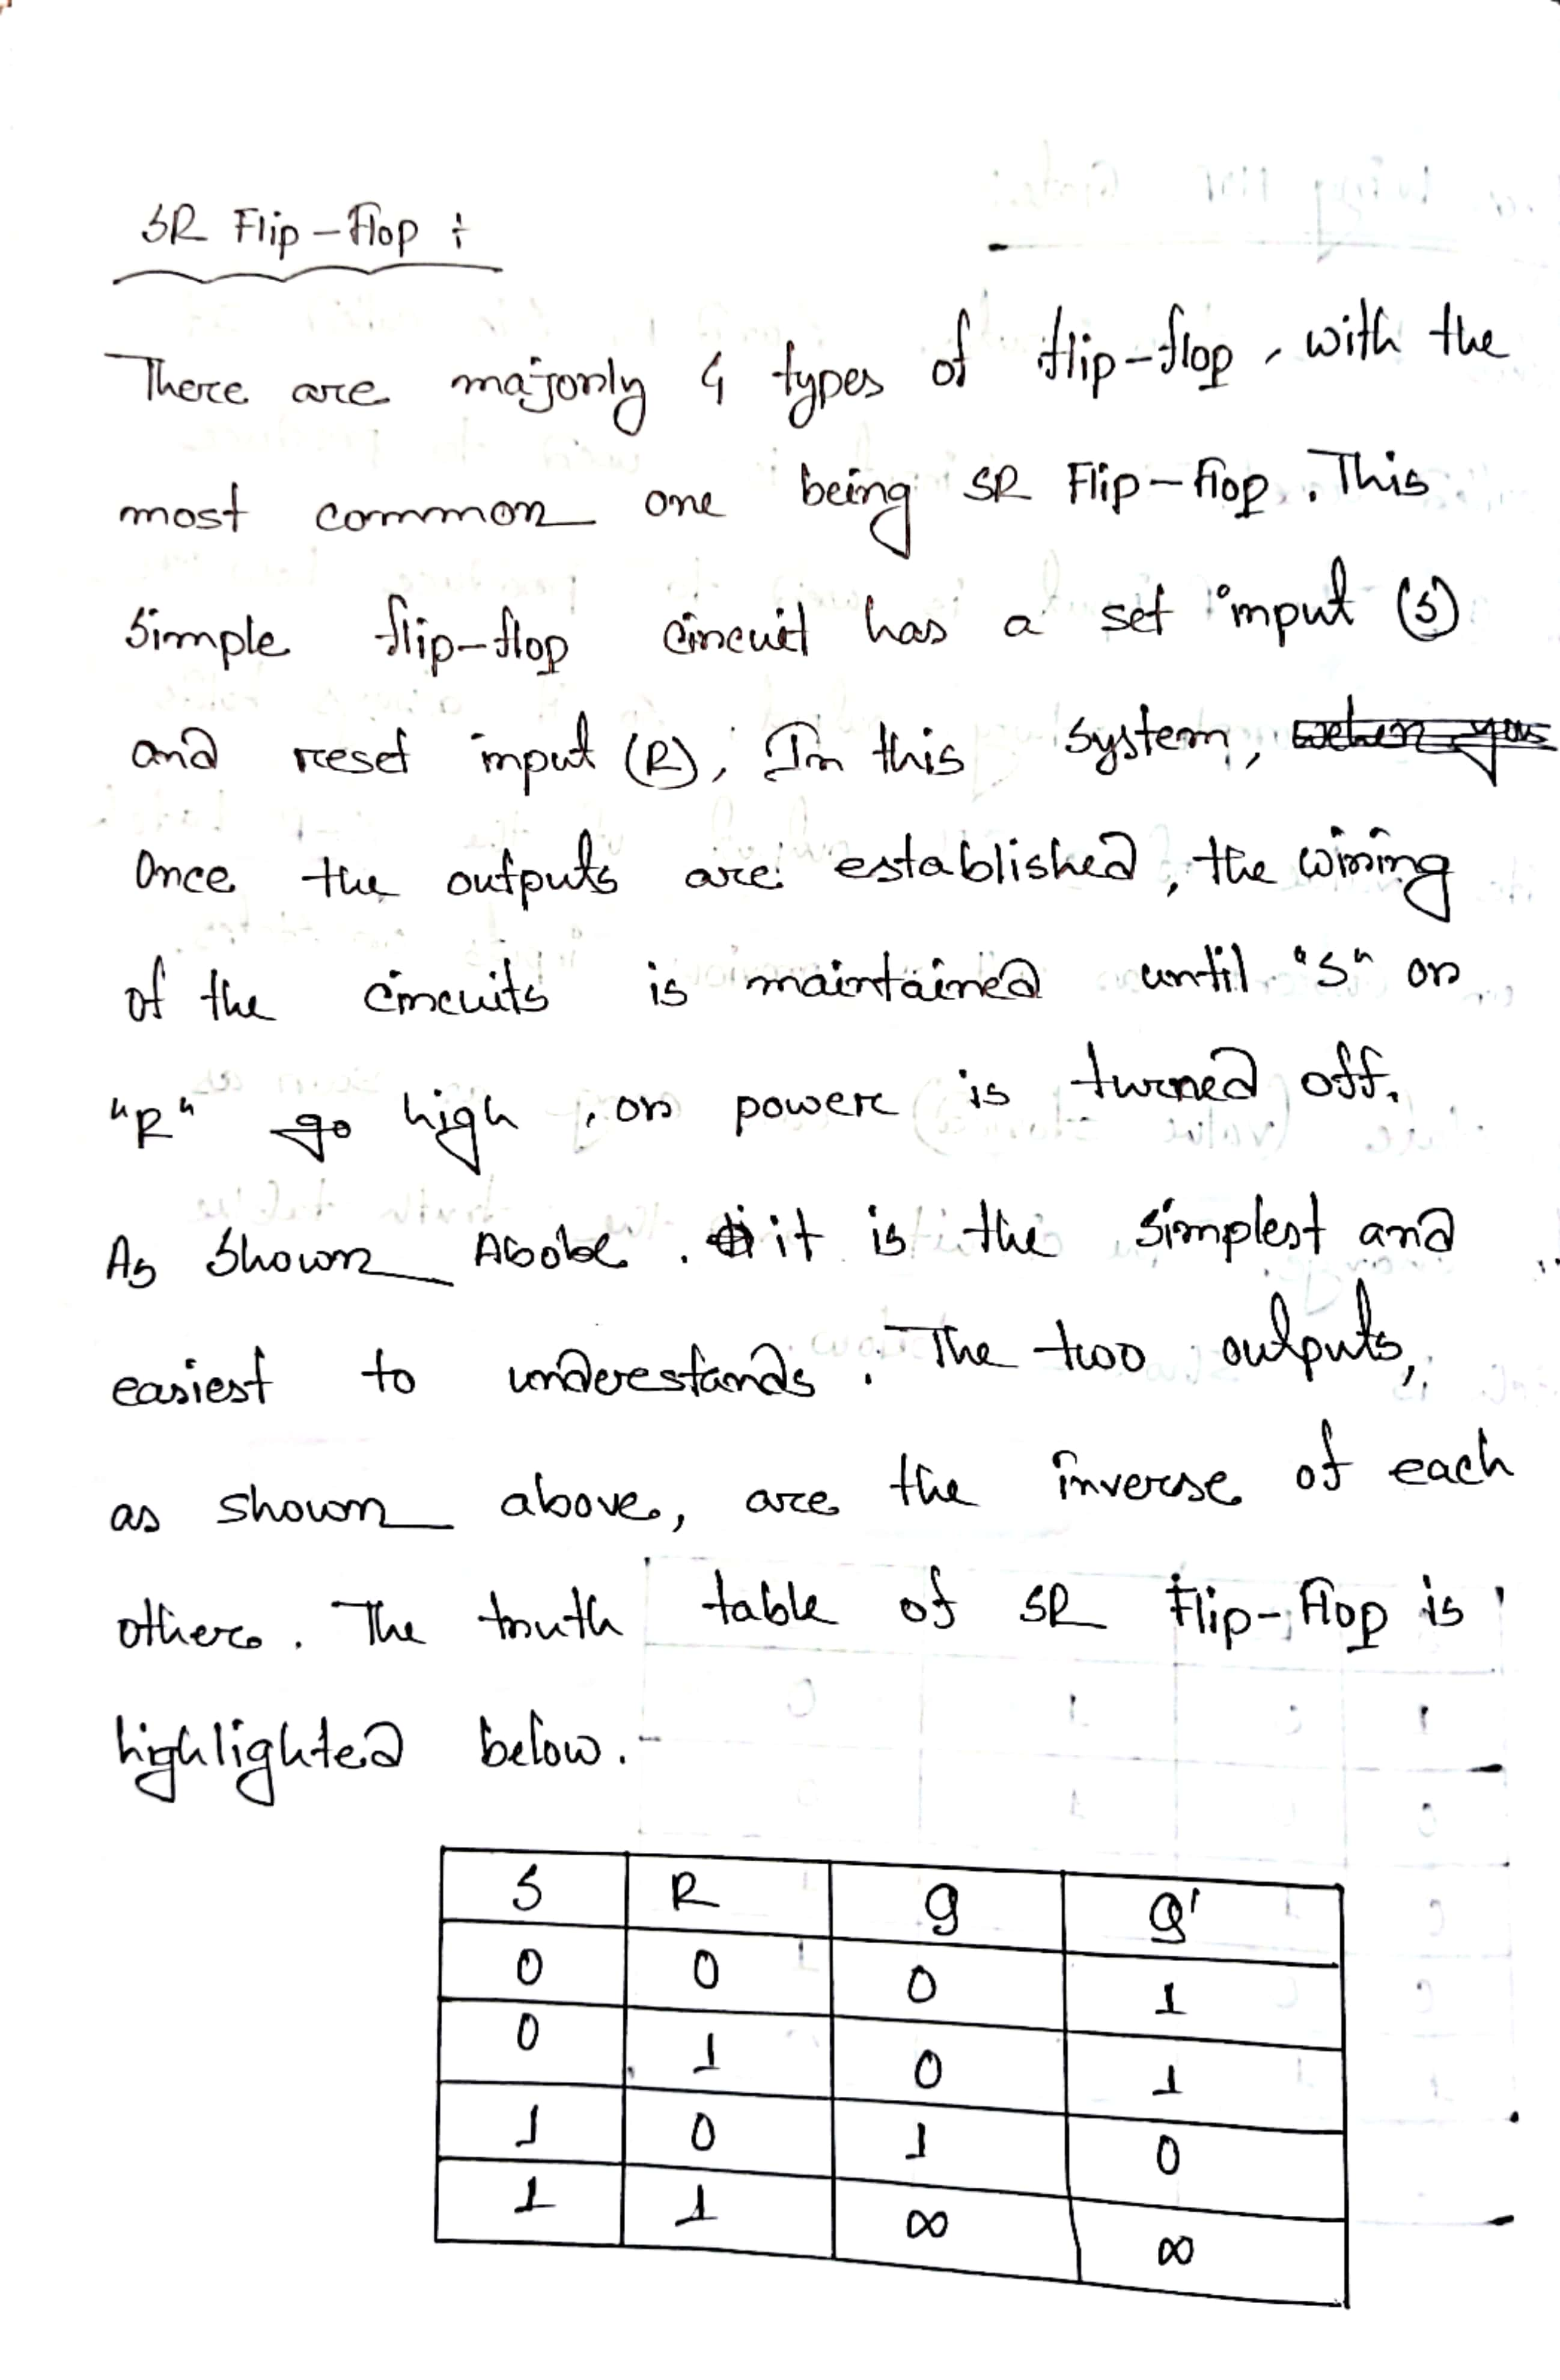 SR Flip-Flop :
There are majorly 4 types of flip-flop, with the
most common one being SR Flip-flop. This
simple flip-flop circuit has a set input (S)
and reset input (R), In this system,
Once the outputs are established, the wiring
of the circuits is maintained until "S" or
"R" go high, or power is turned off.
As Shown Abobe. it is the simplest and
easiest to understands. The two outputs,
as shown above, are the inverse of each
others. The truth table of SR Flip-flop is
highlighted below.-
S R Q Q'
0 0 0 1
0 1 0 1
1 0 1 0
1 1 ∞ ∞